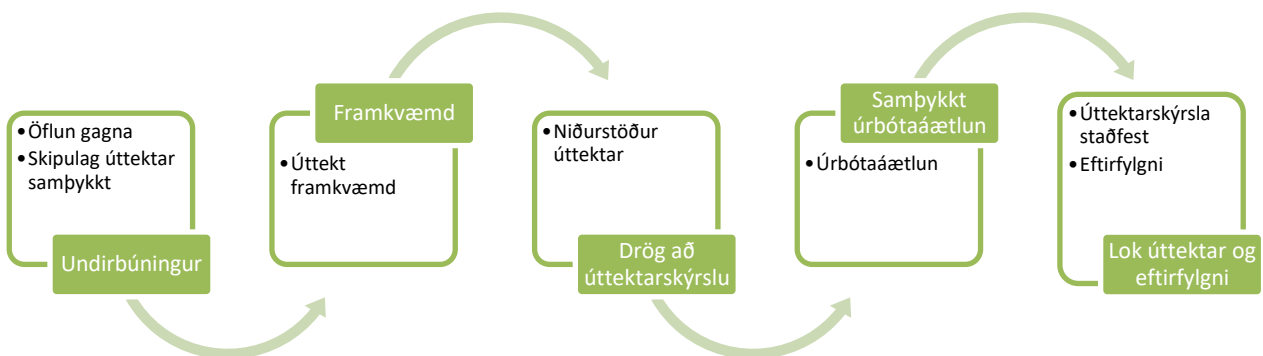 • Öflun gagna
• Skipulag úttektar
samþykkt
Undirbúningur
Framkvæmd
• Úttekt
framkvæmd
• Niðurstöður
úttektar
Drög að
úttektarskýrslu
Samþykkt
úrbótaáætlun
• Úrbótaáætlun
• Úttektarskýrsla
staðfest
• Eftirfylgni
Lok úttektar og
eftirfylgni